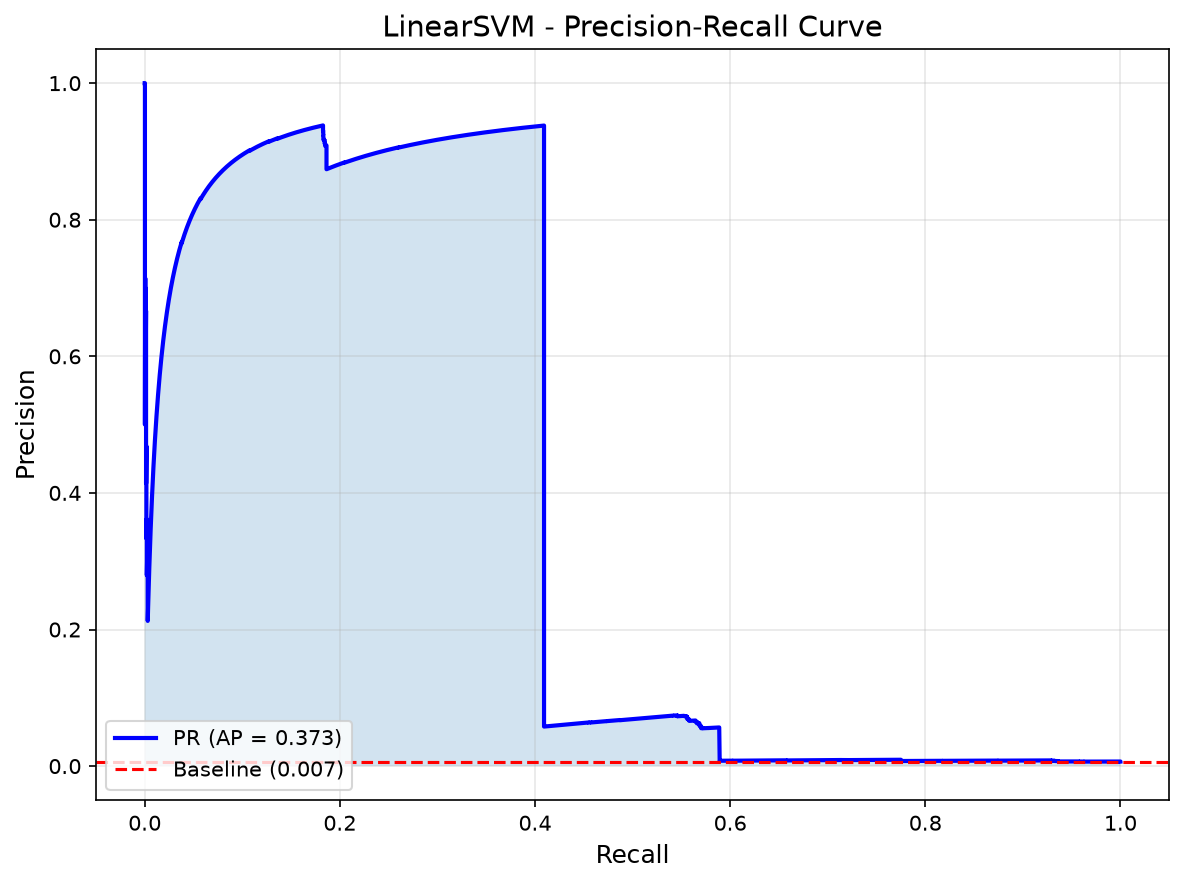 LinearSVM - Precision-Recall Curve
Precision
1.0
0.8
0.6
0.4
0.2
0.0
PR (AP = 0.373)
Baseline (0.007)
0.0 0.2 0.4 0.6 0.8 1.0
Recall